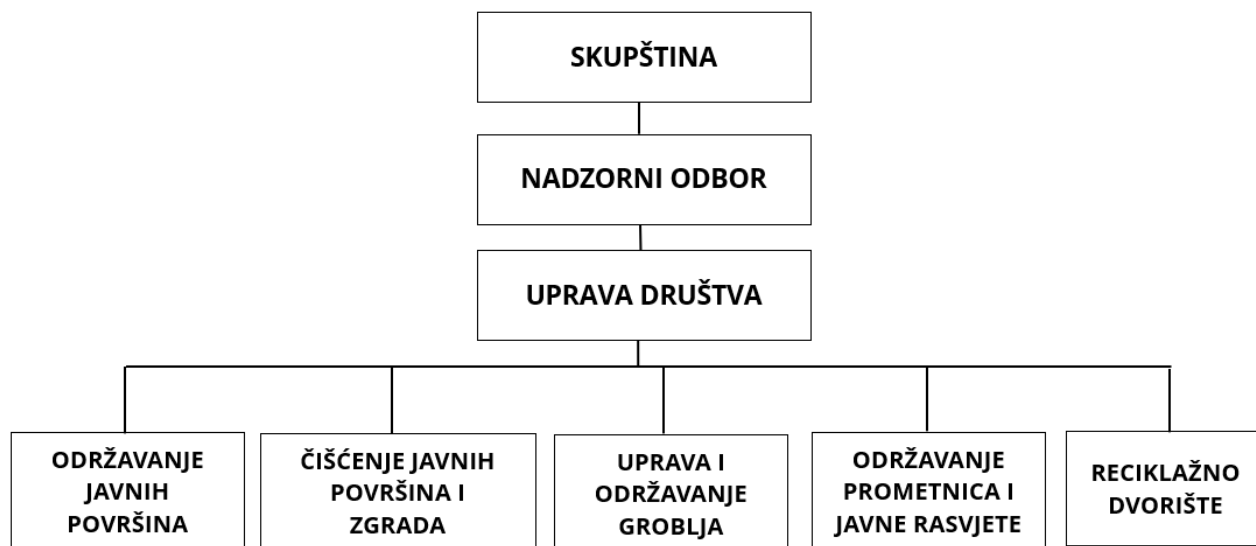 SKUPŠTINA
NADZORNI ODBOR
UPRAVA DRUŠTVA
ODRŽAVANJE
JAVNIH
POVRŠINA
ČIŠĆENJE JAVNIH
POVRŠINA I
ZGRADA
UPRAVA I
ODRŽAVANJE
GROBLJA
ODRŽAVANJE
PROMETNICA I
JAVNE RASVJETE
RECIKLAŽNO
DVORIŠTE